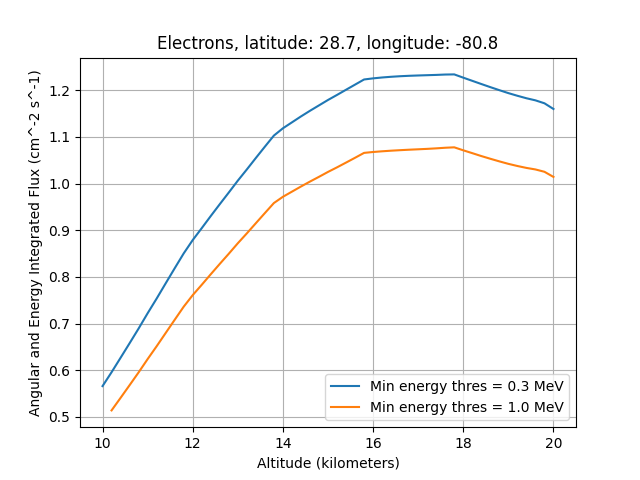 Electrons, latitude: 28.7, longitude: -80.8
Angular and Energy Integrated Flux (cm^-2 s^-1)
1.2
1.1
1.0
0.9
0.8
0.7
0.6
0.5
Min energy thres = 0.3 MeV
Min energy thres = 1.0 MeV
10 12 14 16 18 20
Altitude (kilometers)